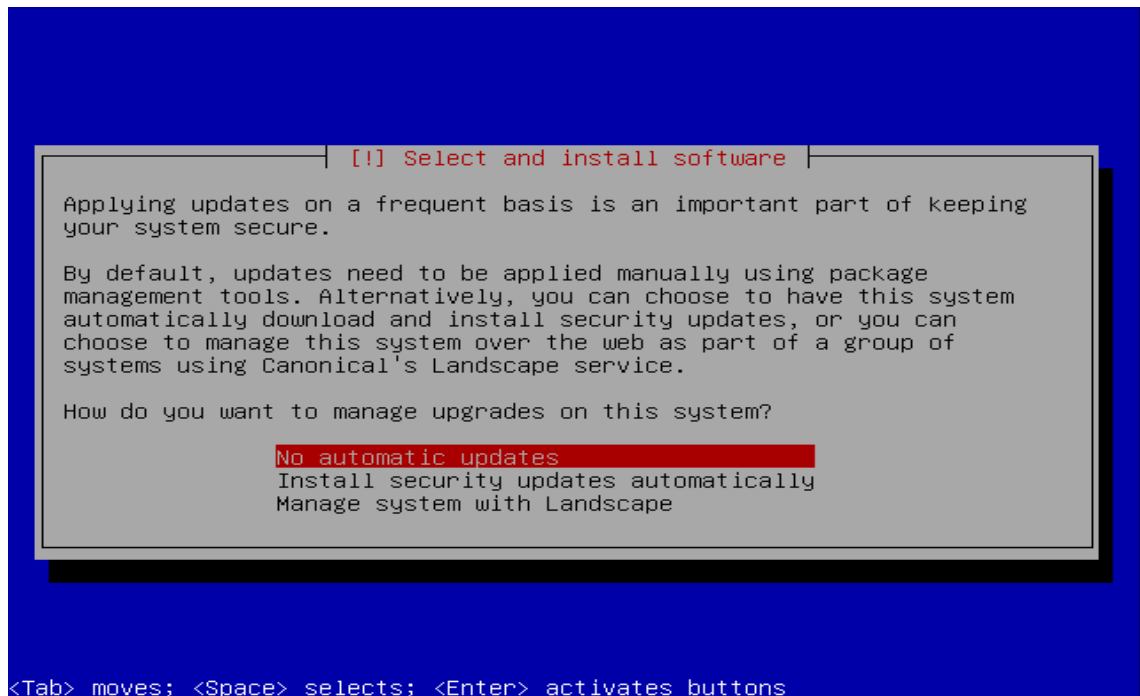 [!] Select and install software
Applying updates on a frequent basis is an important part of keeping
your system secure.
By default, updates need to be applied manually using package
management tools. Alternatively, you can choose to have this system
automatically download and install security updates, or you can
choose to manage this system over the web as part of a group of
systems using Canonical's Landscape service.
How do you want to manage upgrades on this system?
No automatic updates
Install security updates automatically
Manage system with Landscape
<Tab> moves; <Space> selects; <Enter> activates buttons